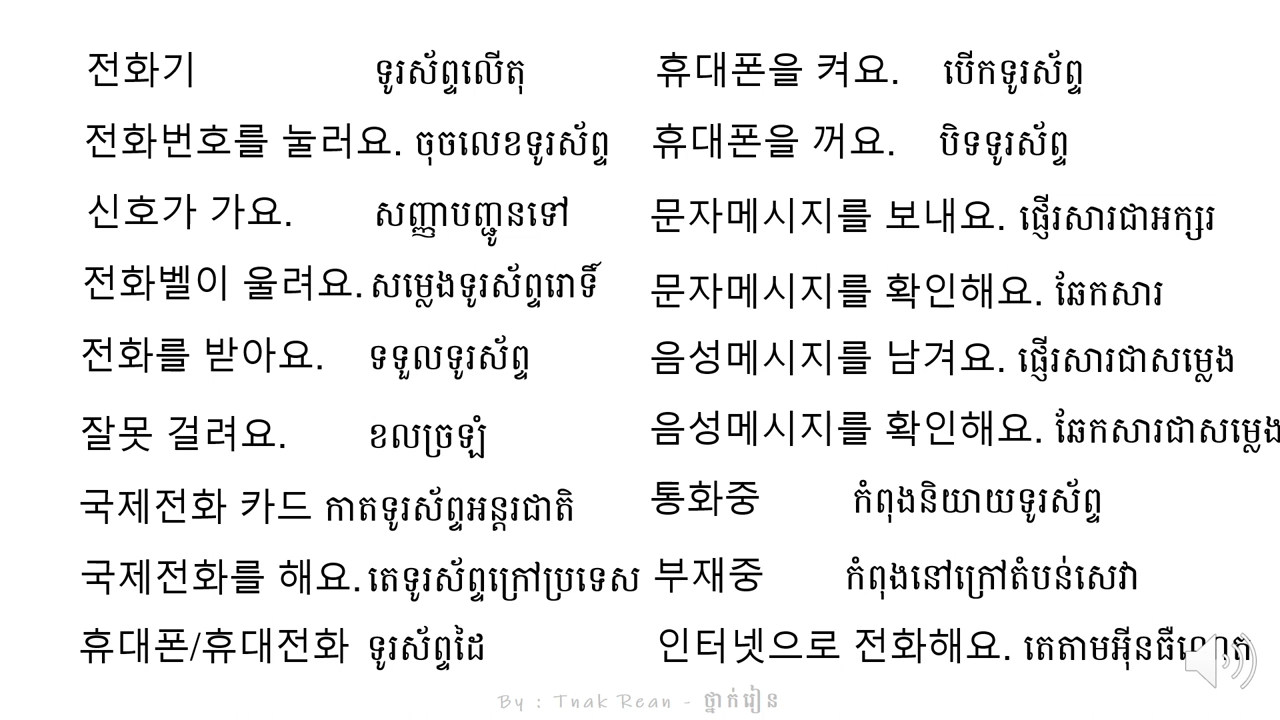 전화기 ទូរស័ព្ទលើតុ
전화번호를 눌러요. ចុចលេខទូរស័ព្ទ
신호가 가요. សញ្ញាបញ្ជូនទៅ
전화벨이 울려요. សម្លេងទូរស័ព្ទរោទិ៍
전화를 받아요. ទទួលទូរស័ព្ទ
잘못 걸려요. ខលច្រឡំ
국제전화 카드 កាតទូរស័ព្ទអន្តរជាតិ
국제전화를 해요. តេទូរស័ព្ទក្រៅប្រទេស
휴대폰/휴대전화 ទូរស័ព្ទដៃ
휴대폰을 켜요. បើកទូរស័ព្ទ
휴대폰을 꺼요. បិទទូរស័ព្ទ
문자메시지를 보내요. ផ្ញើរសារជាអក្សរ
문자메시지를 확인해요. ឆែកសារ
음성메시지를 남겨요. ផ្ញើរសារជាសម្លេង
음성메시지를 확인해요. ឆែកសារជាសម្លេង
통화중 កំពុងនិយាយទូរស័ព្ទ
부재중 កំពុងនៅក្រៅតំបន់សេវា
인터넷으로 전화해요.
By : Tnak Rean - ថ្នាក់រៀន